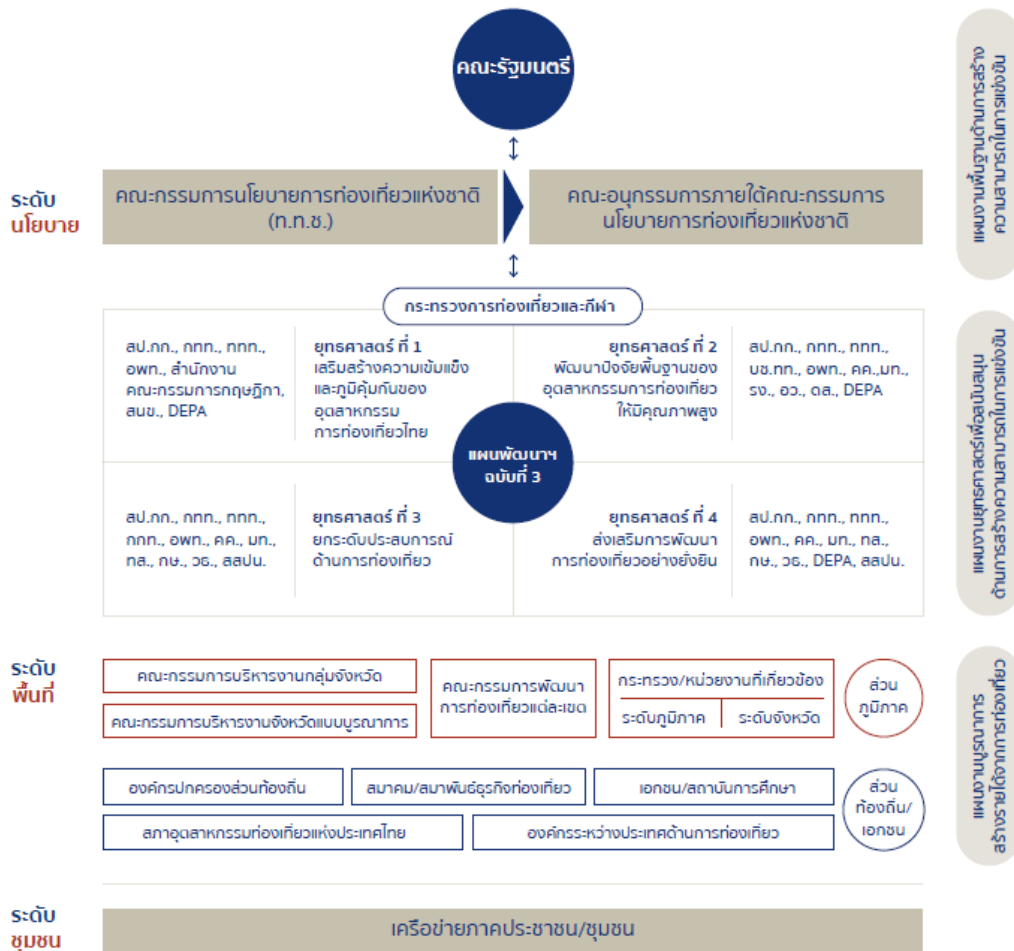 คณะรัฐมนตรี
ระดับ
นโยบาย
คณะกรรมการนโยบายการท่องเที่ยวแห่งชาติ
(ท.ท.ช.)
คณะอนุกรรมการภายใต้คณะกรรมการ
นโยบายการท่องเที่ยวแห่งชาติ
กระทรวงการท่องเที่ยวและกีฬา
สป.กก., กกท., ททท.,
อพท., สำนักงาน
คณะกรรมการกฤษฎีกา,
สนข., DEPA
ยุทธศาสตร์ ที่ 1
เสริมสร้างความเข้มแข็ง
และภูมิคุ้มกันของ
อุตสาหกรรม
การท่องเที่ยวไทย
ยุทธศาสตร์ ที่ 2
พัฒนาปัจจัยพื้นฐานของ
อุตสาหกรรมการท่องเที่ยว
ให้มีคุณภาพสูง
สป.กก., กกท., ททท.,
บช.ทท., อพท., คค.,มท.,
รง., อว., ดส., DEPA
แผนพัฒนาฯ
ฉบับที่ 3
สป.กก., กกท., ททท.,
กกท., อพท., คค., มท.,
ทส., กษ., วธ., สสปน.
ยุทธศาสตร์ ที่ 3
ยกระดับประสบการณ์
ด้านการท่องเที่ยว
ยุทธศาสตร์ ที่ 4
ส่งเสริมการพัฒนา
การท่องเที่ยวอย่างยั่งยืน
สป.กก., กกท., ททท.,
อพท., คค., มท., ทส.,
กษ., วธ., DEPA, สสปน.
ระดับ
พื้นที่
คณะกรรมการบริหารงานกลุ่มจังหวัด
คณะกรรมการบริหารงานจังหวัดแบบบูรณาการ
คณะกรรมการพัฒนา
การท่องเที่ยวแต่ละเขต
กระทรวง/หน่วยงานที่เกี่ยวข้อง
ระดับภูมิภาค
ระดับจังหวัด
ส่วน
ภูมิภาค
องค์กรปกครองส่วนท้องถิ่น
สมาคม/สมาพันธ์ธุรกิจท่องเที่ยว
เอกชน/สถาบันการศึกษา
สภาอุตสาหกรรมท่องเที่ยวแห่งประเทศไทย
องค์กรระหว่างประเทศด้านการท่องเที่ยว
ส่วน
ท้องถิ่น/
เอกชน
ระดับ
ชุมชน
เครือข่ายภาคประชาชน/ชุมชน
แผนงานพื้นฐานด้านการสร้าง
ความสามารถในการแข่งขัน
แผนงานยุทธศาสตร์เพื่อสนับสนุน
ด้านการสร้างความสามารถในการแข่งขัน
แผนงานบูรณาการ
สร้างรายได้จากการท่องเที่ยว